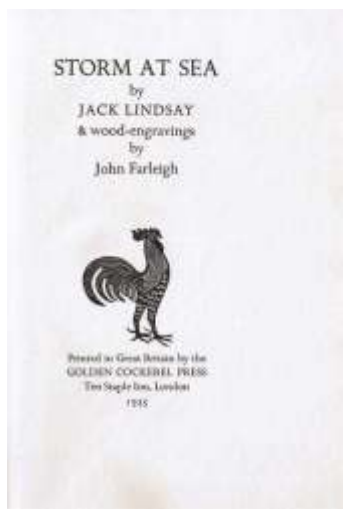 STORM AT SEA
by
JACK LINDSAY
& wood-engravings
by
John Farleigh
Printed in Great Britain by the
GOLDEN COCKEREL PRESS
Ten Staple Inn, London
1935